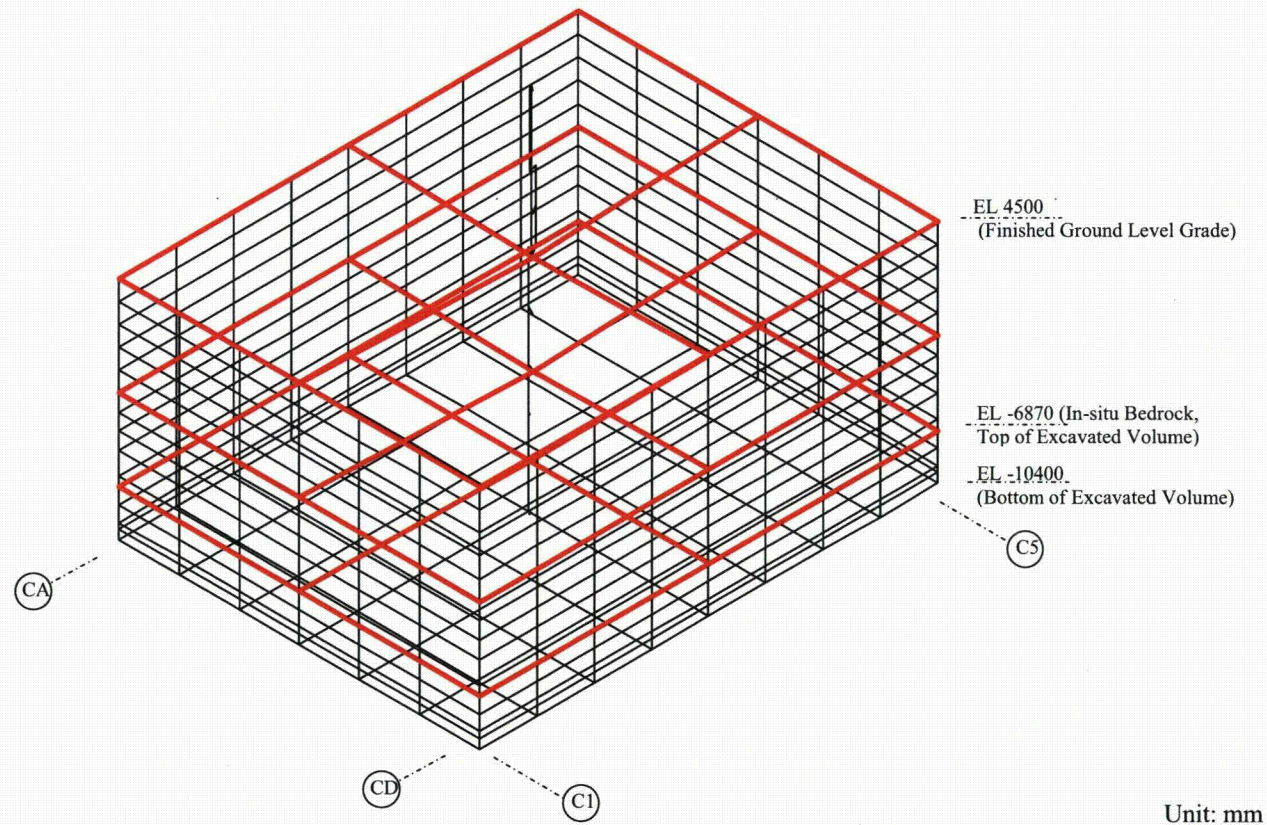 EL 4500
(Finished Ground Level Grade)
EL -6870 (In-situ Bedrock,
Top of Excavated Volume)
EL -10400
(Bottom of Excavated Volume)
C5
CA
CD
C1
Unit: mm